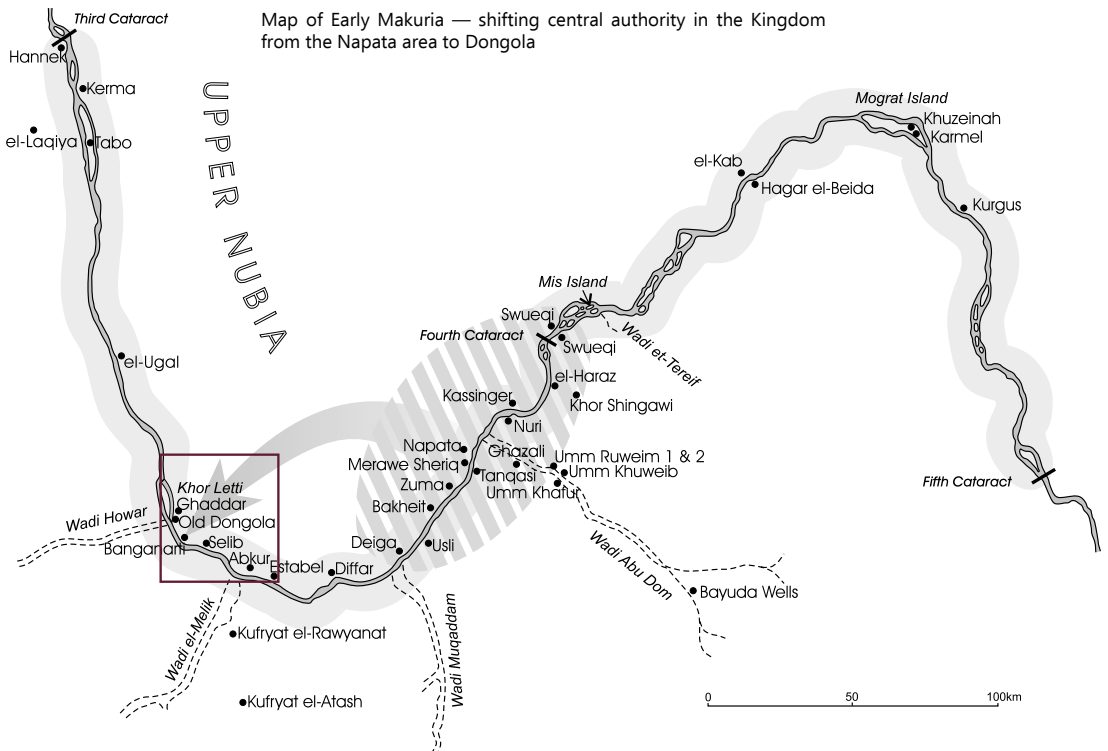 Map of Early Makuria — shifting central authority in the Kingdom
from the Napata area to Dongola
Third Cataract
Hannek
Kerma
el-Laqiya
Tabo
UPPER NUBIA
el-Ugal
Mograt Island
Khuzeinah
Karmel
el-Kab
Hagar el-Beida
Kurgus
Mis Island
Swueqi
Fourth Cataract
Swueqi
Wadi et-Tereif
el-Haraz
Kassinger
Khor Shingawi
Nuri
Napata
Ghazali
Umm Ruweim 1 & 2
Merawe Sheriq
Tanqasi
Umm Khuweib
Zuma
Umm Khafur
Fifth Cataract
Khor Letti
Ghaddar
Bakheit
Wadi Howar
Old Dongola
Banganarti
Selib
Deiga
Usli
Abkur
Estabel
Diffar
Wadi Abu Dom
Bayuda Wells
Wadi el-Melik
Kufryat el-Rawyanat
Wadi Muqaddam
Kufryat el-Atash
0 50 100km